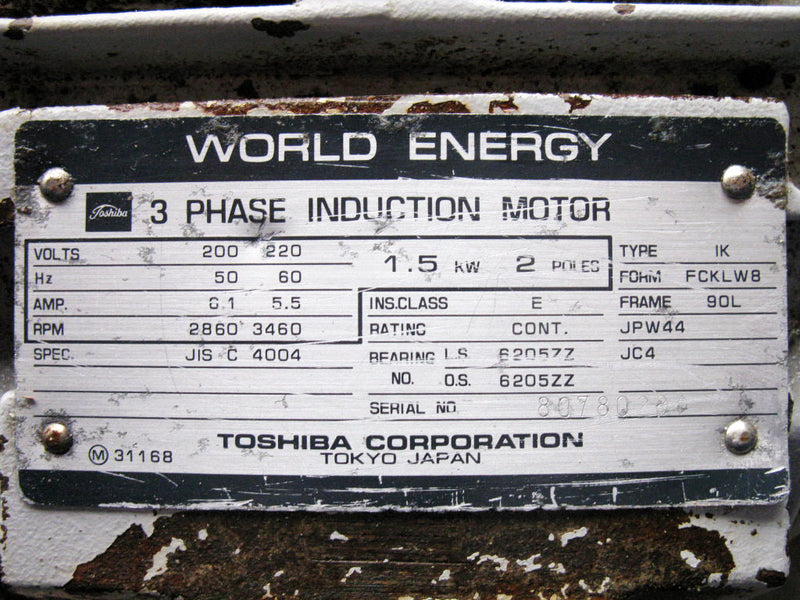 WORLD ENERGY
Toshiba 3 PHASE INDUCTION MOTOR
VOLTS 200 220
Hz 50 60
AMP. 6.1 5.5
RPM 2860 3460
SPEC. JIS C 4004
1.5 kW 2 POLES
INS.CLASS E
RATING CONT.
BEARING L.S. 6205ZZ
NO. O.S. 6205ZZ
SERIAL NO.
TYPE IK
FORM FCKLW8
FRAME 90L
JPW44
JC4
M 31168
TOSHIBA CORPORATION
TOKYO JAPAN